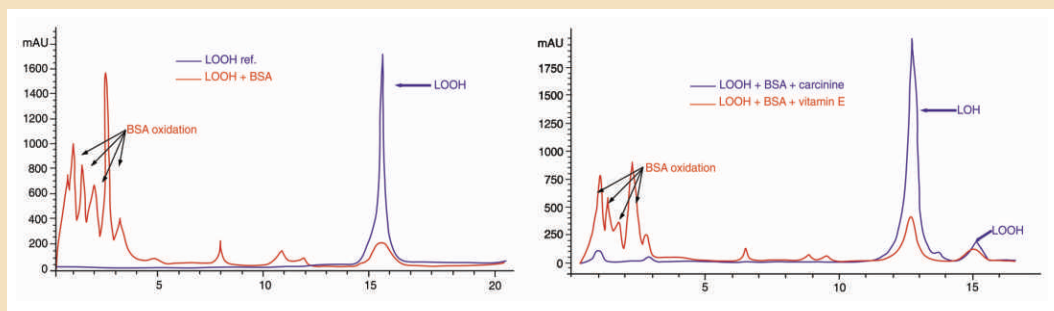 mAU
1600
1400
1200
1000
800
600
400
200
0
LOOH ref.
LOOH + BSA
LOOH
BSA oxidation
5
10
15
20
mAU
1750
1500
1250
1000
750
500
250
0
LOOH + BSA + carcinine
LOOH + BSA + vitamin E
LOH
BSA oxidation
LOOH
5
10
15